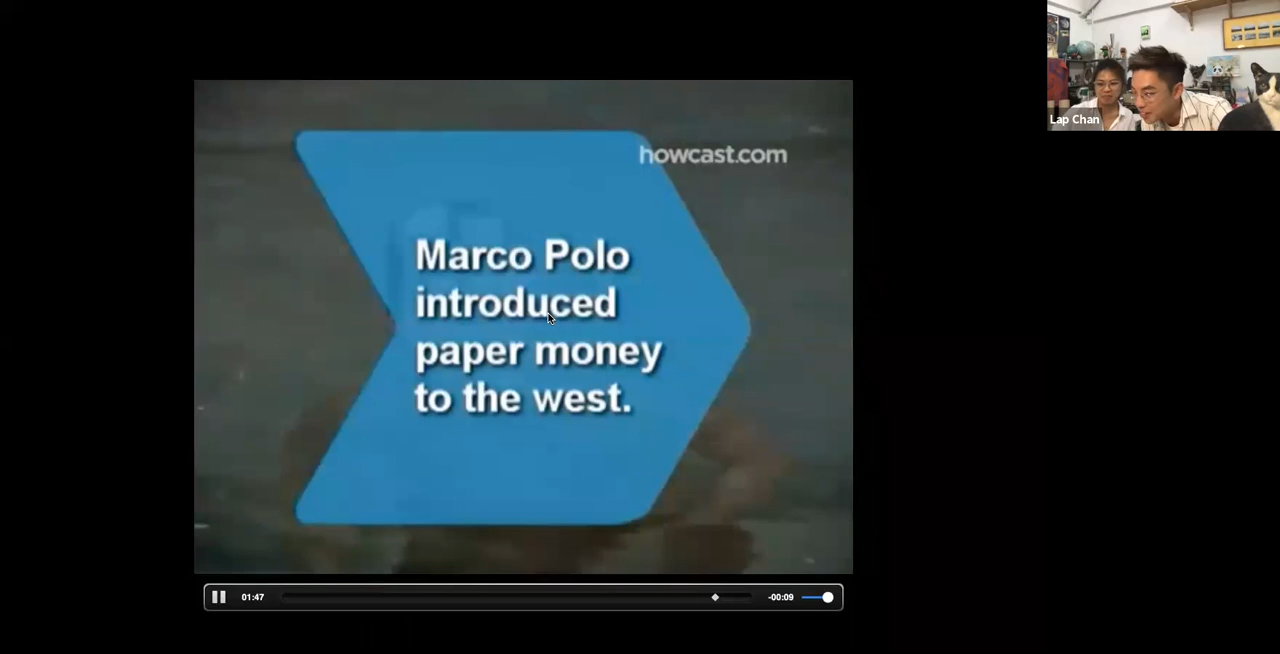 howcast.com
Marco Polo
introduced
paper money
to the west.
01:47
-00:09
Lap Chan